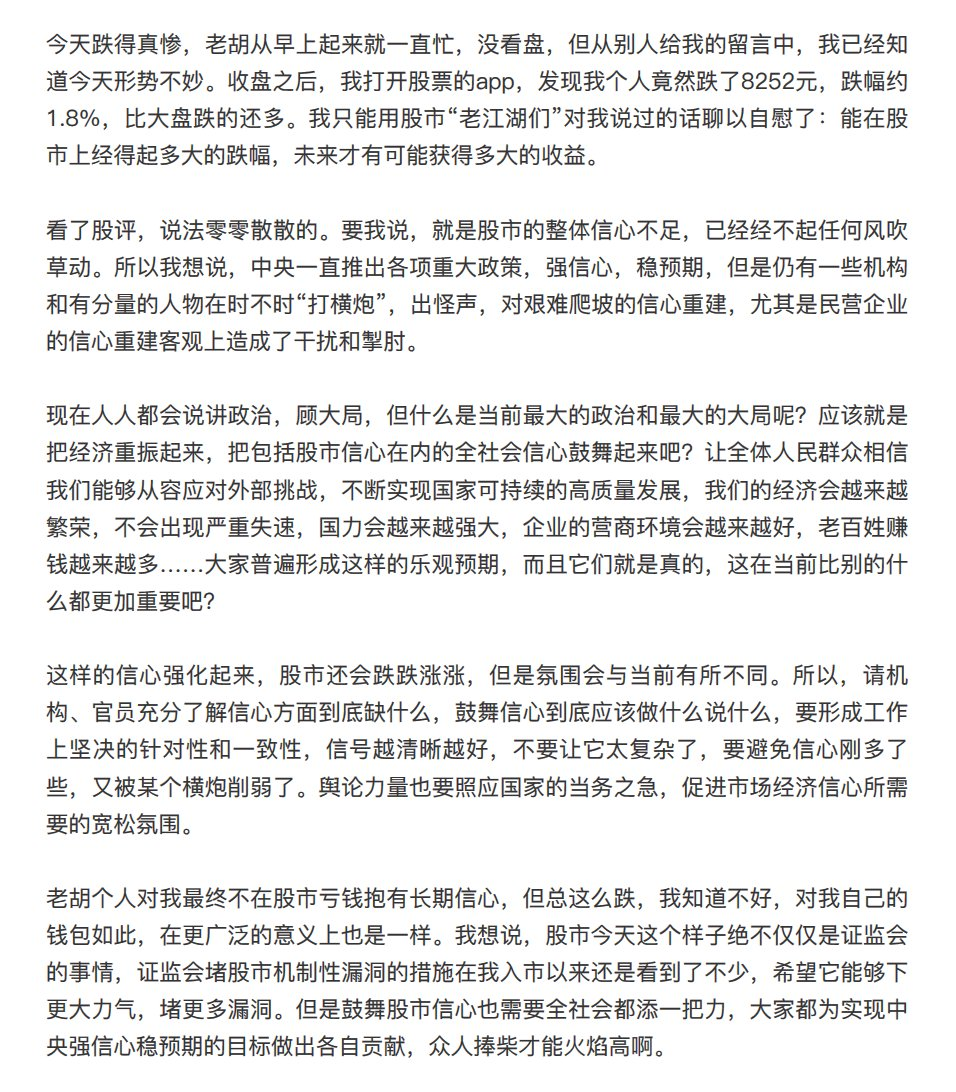 今天跌得真惨，老胡从早上起来就一直忙，没看盘，但从别人给我的留言中，我已经知
道今天形势不妙。收盘之后，我打开股票的app，发现我个人竟然跌了8252元，跌幅约
1.8%，比大盘跌的还多。我只能用股市“老江湖们”对我说过的话聊以自慰了：能在股
市上经得起多大的跌幅，未来才有可能获得多大的收益。
看了股评，说法零零散散的。要我说，就是股市的整体信心不足，已经经不起任何风吹
草动。所以我想说，中央一直推出各项重大政策，强信心，稳预期，但是仍有一些机构
和有分量的人物在时不时“打横炮”，出怪声，对艰难爬坡的信心重建，尤其是民营企业
的信心重建客观上造成了干扰和掣肘。
现在人人都会说讲政治，顾大局，但什么是当前最大的政治和最大的大局呢？应该就是
把经济重振起来，把包括股市信心在内的全社会信心鼓舞起来吧？让全体人民群众相信
我们能够从容应对外部挑战，不断实现国家可持续的高质量发展，我们的经济会越来越
繁荣，不会出现严重失速，国力会越来越强大，企业的营商环境会越来越好，老百姓赚
钱越来越多……大家普遍形成这样的乐观预期，而且它们就是真的，这在当前比别的什
么都更加重要吧？
这样的信心强化起来，股市还会跌跌涨涨，但是氛围会与当前有所不同。所以，请机
构、官员充分了解信心方面到底缺什么，鼓舞信心到底应该做什么说什么，要形成工作
上坚决的针对性和一致性，信号越清晰越好，不要让它太复杂了，要避免信心刚多了
些，又被某个横炮削弱了。舆论力量也要照应国家的当务之急，促进市场经济信心所需
要的宽松氛围。
老胡个人对我最终不在股市亏钱抱有长期信心，但总这么跌，我知道不好，对我自己的
钱包如此，在更广泛的意义上也是一样。我想说，股市今天这个样子绝不仅仅是证监会
的事情，证监会堵股市机制性漏洞的措施在我入市以来还是看到了不少，希望它能够下
更大力气，堵更多漏洞。但是鼓舞股市信心也需要全社会都添一把力，大家都为实现中
央强信心稳预期的目标做出各自贡献，众人捧柴才能火焰高啊。